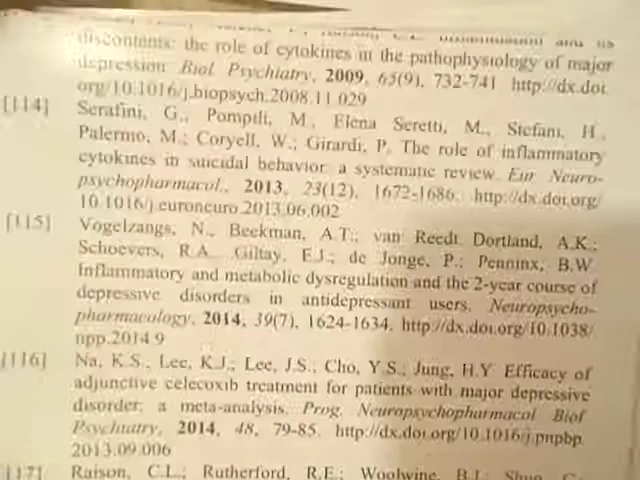 discontents: the role of cytokines in the pathophysiology of major
depression Biol Psychiatry, 2009, 65(9), 732-741 http://dx.doi.
org/10.1016/j.biopsych.2008.11.029
[114] Serafini, G., Pompili, M., Elena Seretti, M., Stefani, H.,
Palermo, M.; Coryell, W.; Girardi, P. The role of inflammatory
cytokines in suicidal behavior: a systematic review. Eur Neuro-
psychopharmacol., 2013, 23(12), 1672-1686. http://dx.doi.org/
10.1016/j.euroneuro.2013.06.002
[115] Vogelzangs, N., Beekman, A.T.; van Reedt Dortland, A.K.;
Schoevers, R.A. Giltay, E.J.; de Jonge, P.; Penninx, B.W
Inflammatory and metabolic dysregulation and the 2-year course of
depressive disorders in antidepressant users. Neuropsycho-
pharmacology, 2014, 39(7), 1624-1634. http://dx.doi.org/10.1038/
npp.2014.9
[116] Na, K.S., Lee, K.J.; Lee, J.S.; Cho, Y.S.; Jung, H.Y Efficacy of
adjunctive celecoxib treatment for patients with major depressive
disorder: a meta-analysis. Prog. Neuropsychopharmacol Biol
Psychiatry, 2014, 48, 79-85. http://dx.doi.org/10.1016/j.pnpbp.
2013.09.006
[117] Raison, C.L.; Rutherford, R.E.; Woolwine, B.J.; Shuo, C.;